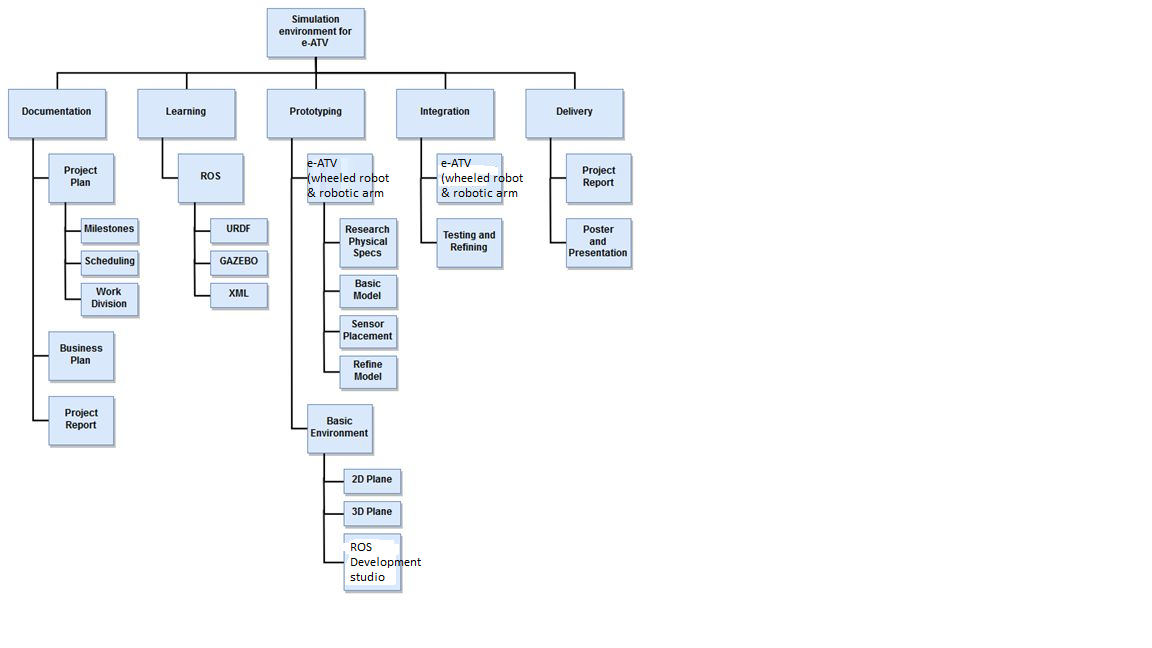 Simulation
environment for
e-ATV
Documentation
Learning
Prototyping
Integration
Delivery
Project
Plan
Milestones
Scheduling
Work
Division
Business
Plan
Project
Report
ROS
URDF
GAZEBO
XML
e-ATV
(wheeled robot
& robotic arm
Research
Physical
Specs
Basic
Model
Sensor
Placement
Refine
Model
Basic
Environment
2D Plane
3D Plane
ROS
Development
studio
e-ATV
(wheeled robot
& robotic arm
Testing and
Refining
Project
Report
Poster
and
Presentation